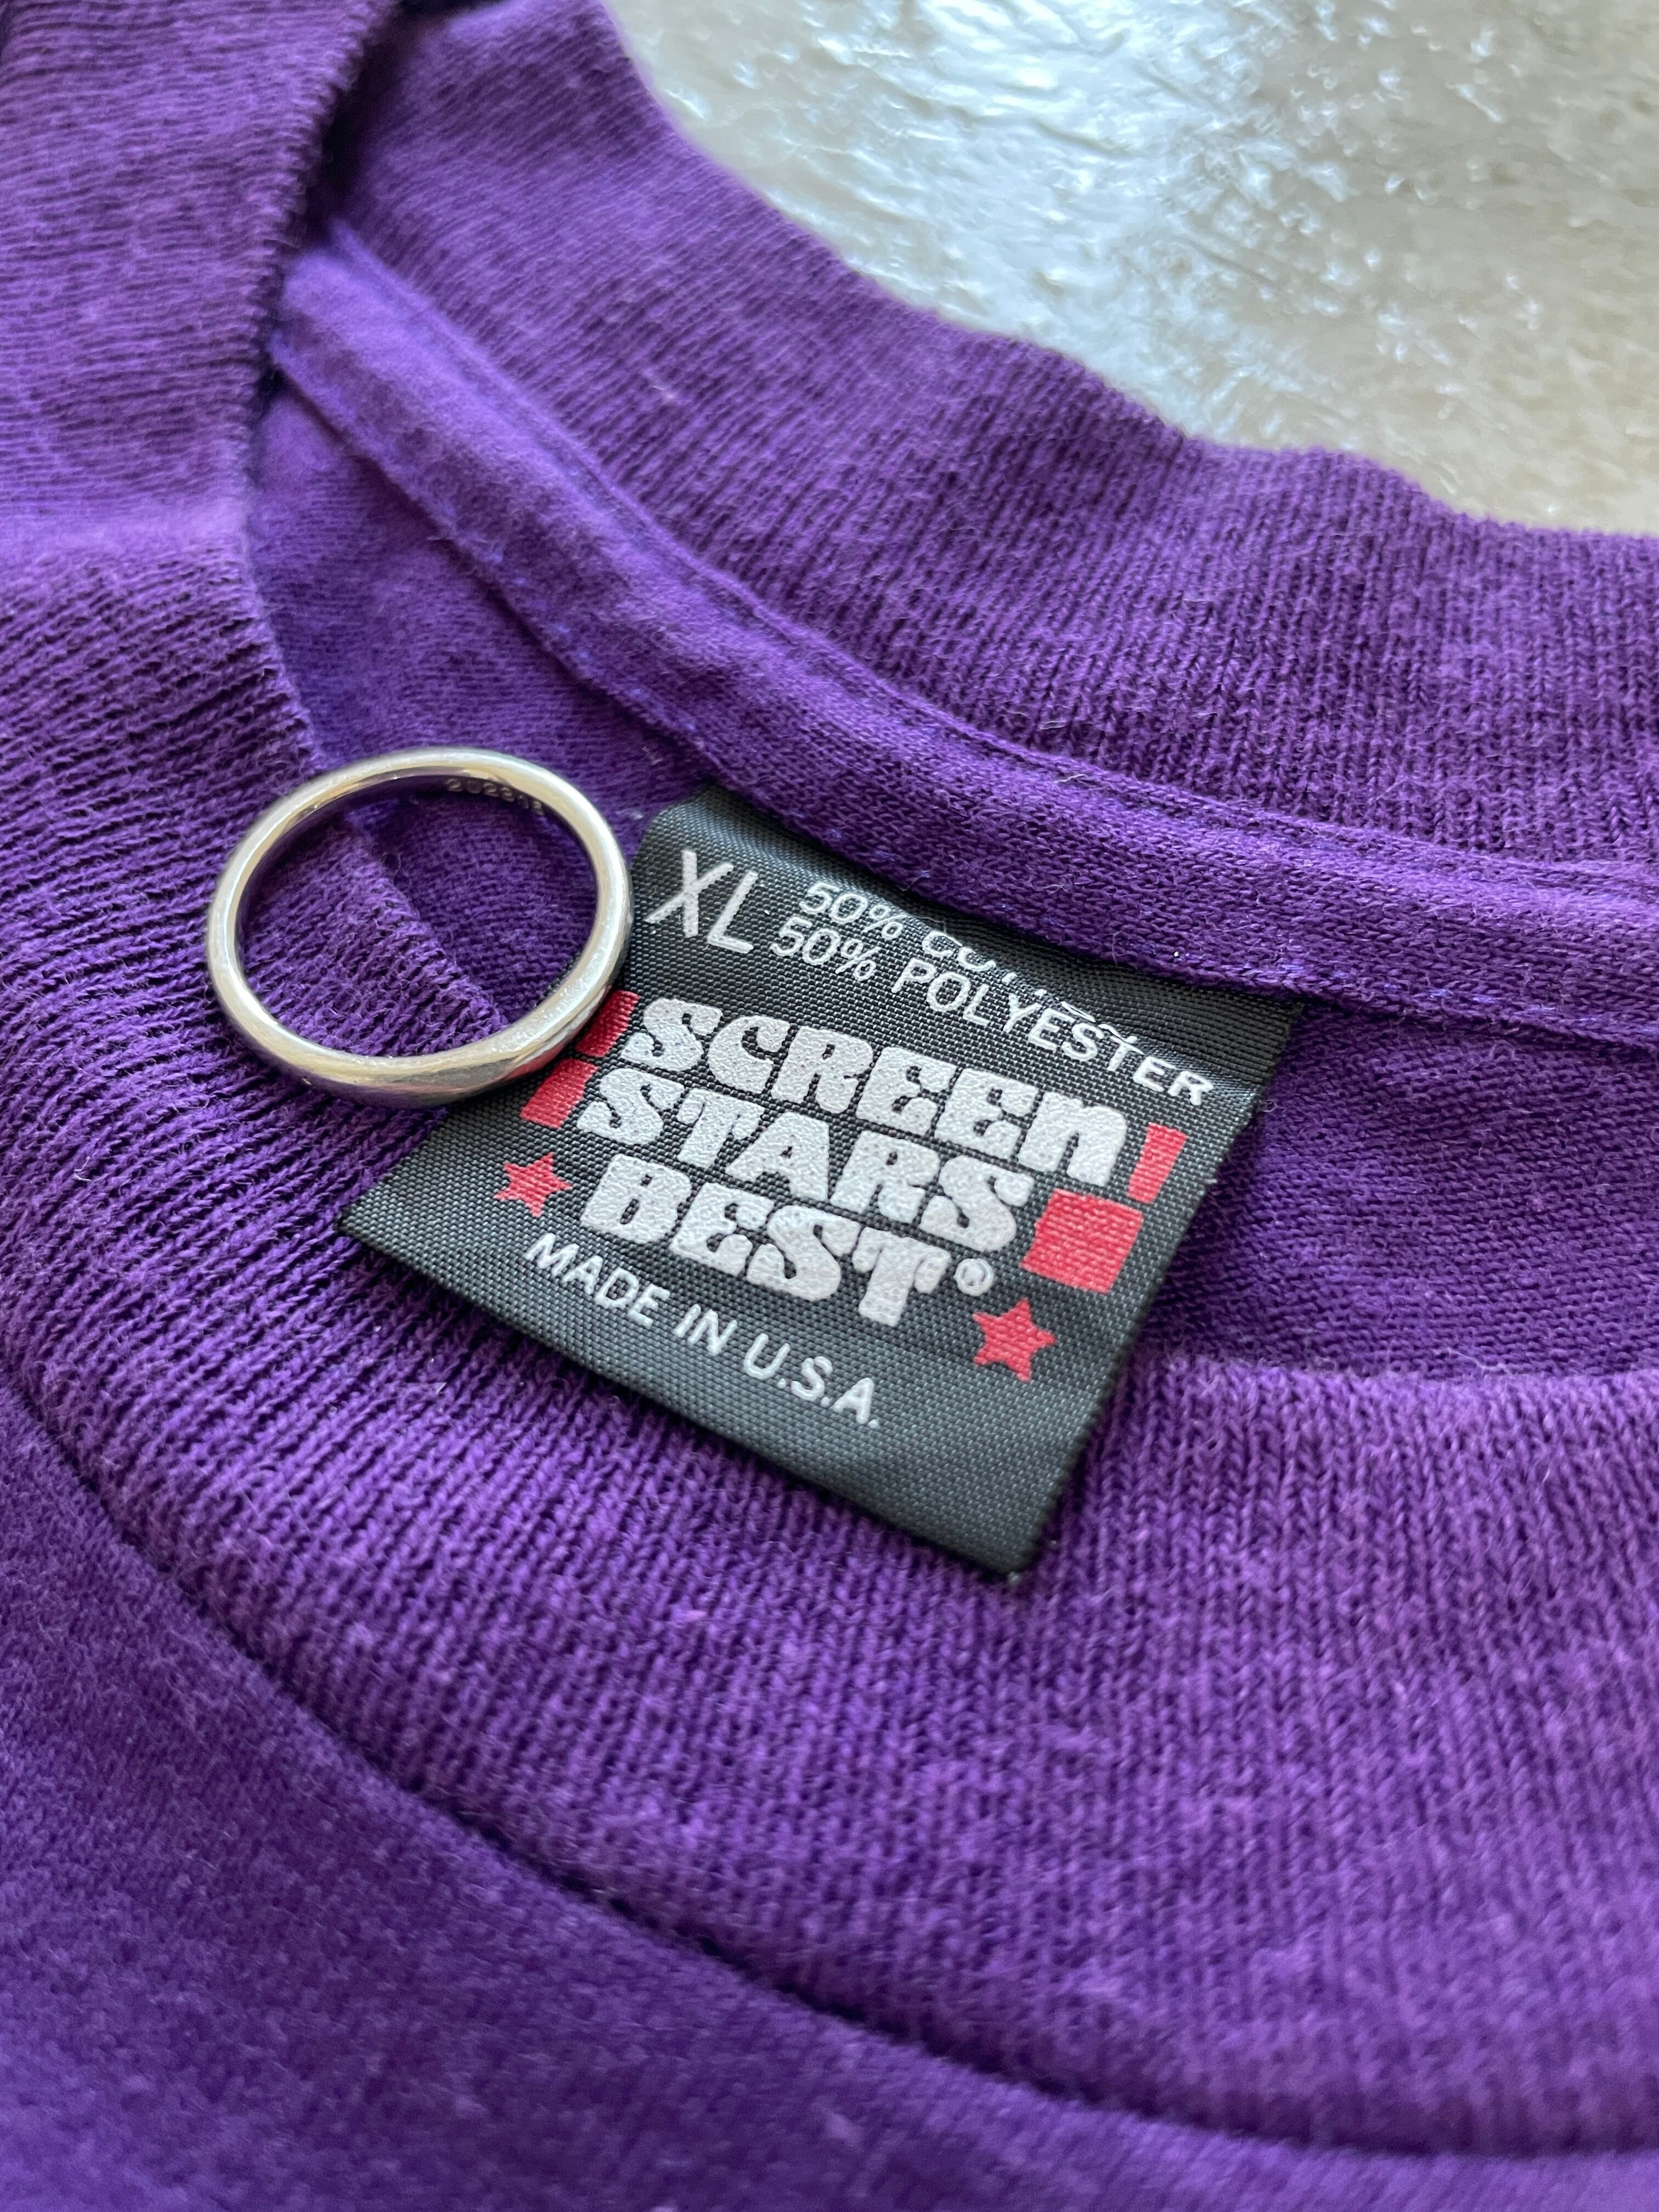 XL
50% COTTON
50% POLYESTER
SCREEN
STARS
BEST®
MADE IN U.S.A.